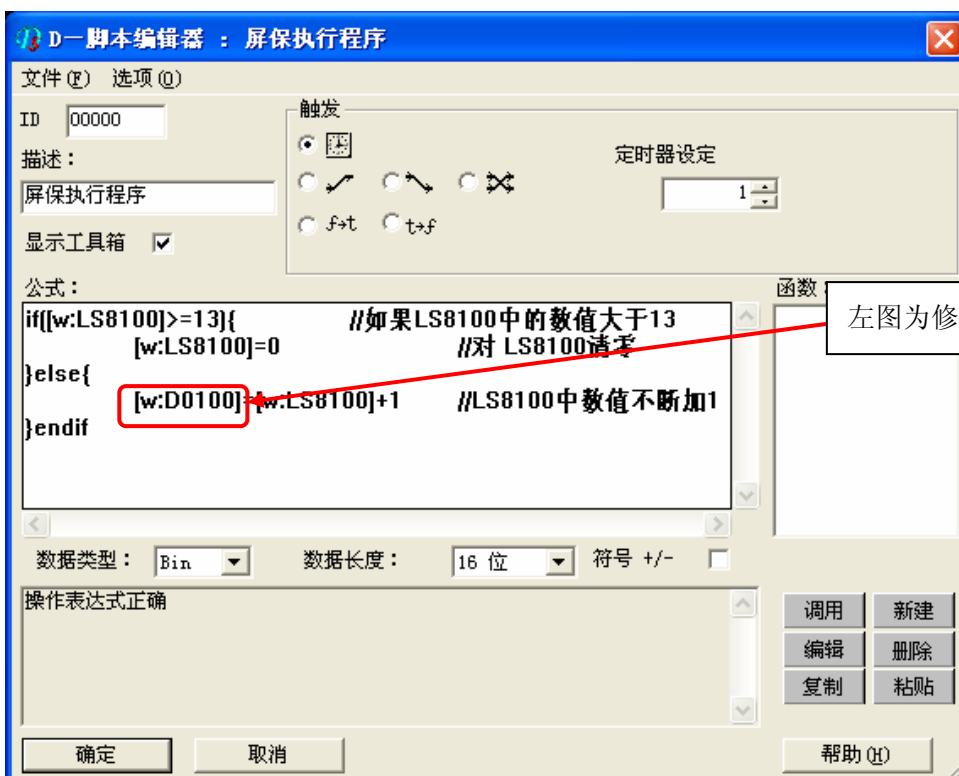 D一脚本编辑器 : 屏保执行程序
文件(F) 选项(O)
ID 00000
触发
描述:
定时器设定
屏保执行程序
1
f→t t→f
显示工具箱
公式:
函数:
if([w:LS8100]>=13){ //如果LS8100中的数值大于13
[w:LS8100]=0 //对 LS8100清零
}else{
[w:D0100]=[w:LS8100]+1 //LS8100中数值不断加1
}endif
左图为修
数据类型: Bin 数据长度: 16 位 符号 +/-
操作表达式正确
调用 新建
编辑 删除
复制 粘贴
确定 取消 帮助(H)